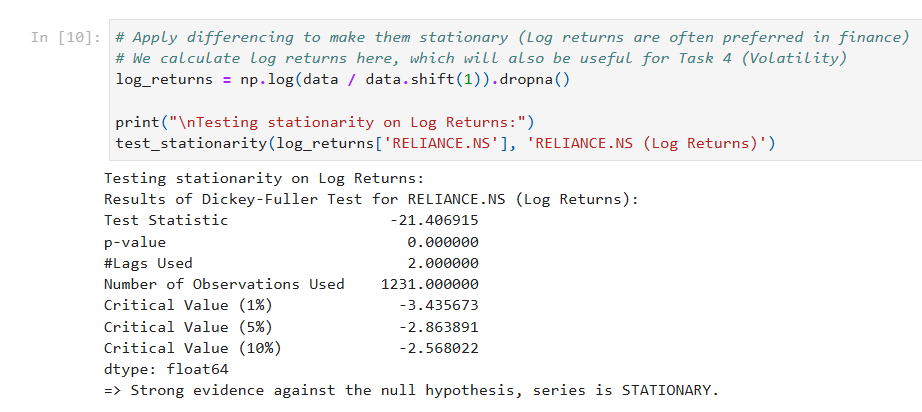 In [10]: # Apply differencing to make them stationary (Log returns are often preferred in finance)
# We calculate log returns here, which will also be useful for Task 4 (Volatility)
log_returns = np.log(data / data.shift(1)).dropna()
print("\nTesting stationarity on Log Returns:")
test_stationarity(log_returns['RELIANCE.NS'], 'RELIANCE.NS (Log Returns)')
Testing stationarity on Log Returns:
Results of Dickey-Fuller Test for RELIANCE.NS (Log Returns):
Test Statistic -21.406915
p-value 0.000000
#Lags Used 2.000000
Number of Observations Used 1231.000000
Critical Value (1%) -3.435673
Critical Value (5%) -2.863891
Critical Value (10%) -2.568022
dtype: float64
=> Strong evidence against the null hypothesis, series is STATIONARY.